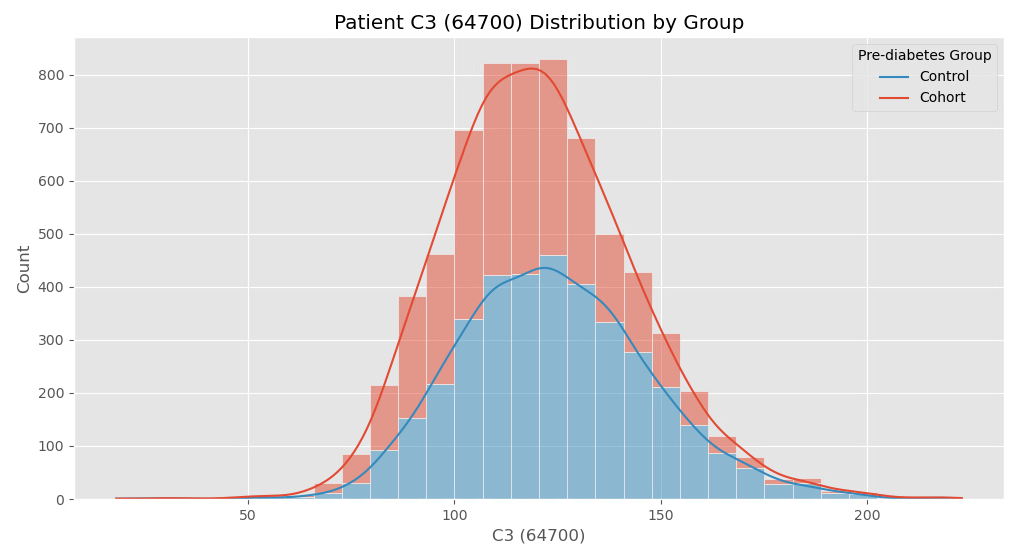 Patient C3 (64700) Distribution by Group
Pre-diabetes Group
Control
Cohort
Count
800
700
600
500
400
300
200
100
0
50 100 150 200
C3 (64700)